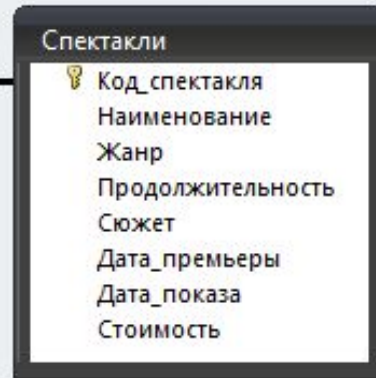 Спектакли
Код_спектакля
Наименование
Жанр
Продолжительность
Сюжет
Дата_премьеры
Дата_показа
Стоимость